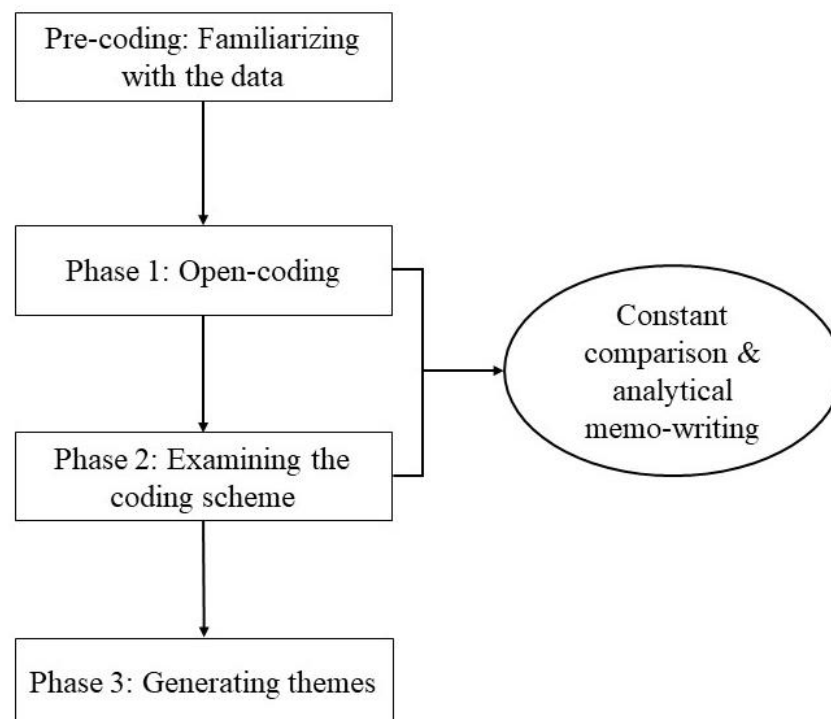 Pre-coding: Familiarizing
with the data
Phase 1: Open-coding
Constant
comparison &
analytical
memo-writing
Phase 2: Examining the
coding scheme
Phase 3: Generating themes